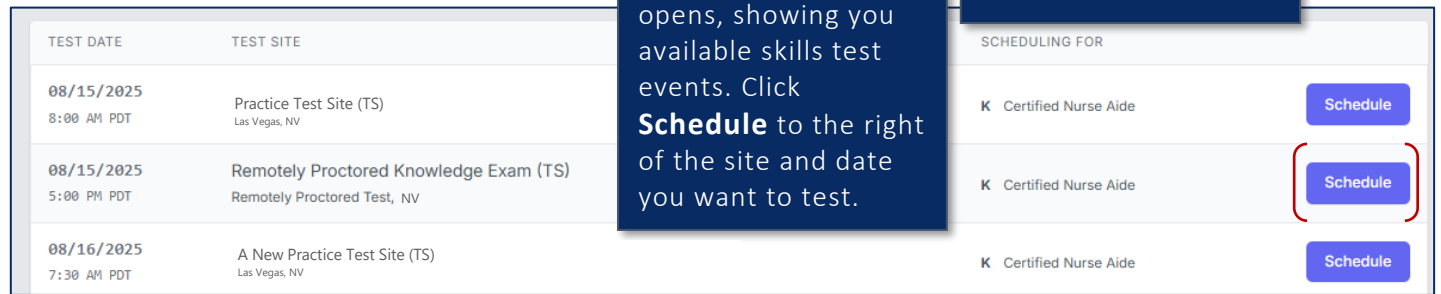 opens, showing you
available skills test
events. Click
Schedule to the right
of the site and date
you want to test.
TEST DATE TEST SITE SCHEDULING FOR
08/15/2025
8:00 AM PDT
Practice Test Site (TS)
Las Vegas, NV
K Certified Nurse Aide
Schedule
08/15/2025
5:00 PM PDT
Remotely Proctored Knowledge Exam (TS)
Remotely Proctored Test, NV
K Certified Nurse Aide
Schedule
08/16/2025
7:30 AM PDT
A New Practice Test Site (TS)
Las Vegas, NV
K Certified Nurse Aide
Schedule